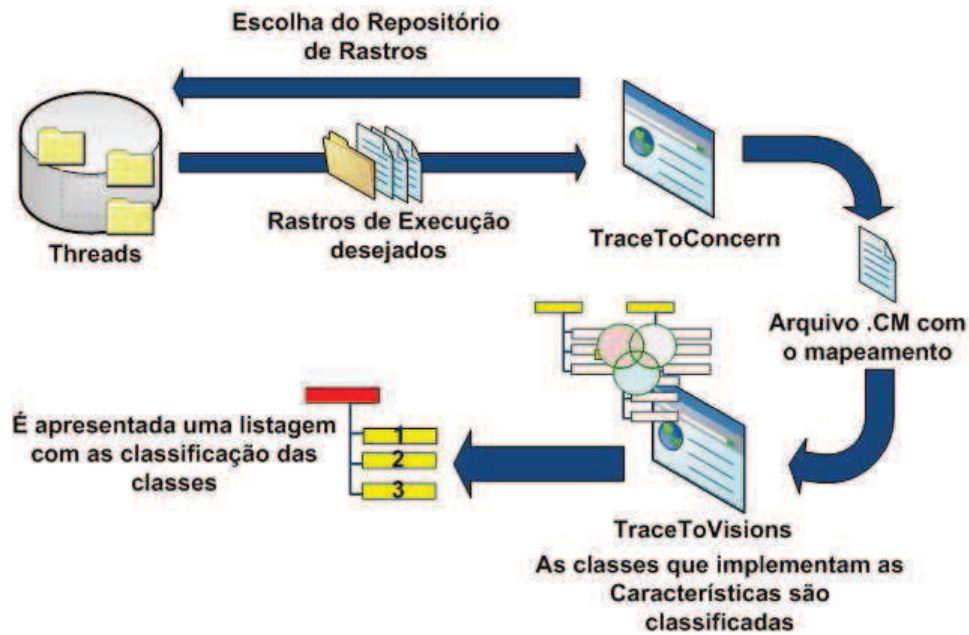 Escolha do Repositório
de Rastros
Threads
Rastros de Execução
desejados
TraceToConcern
Arquivo .CM com
o mapeamento
TraceToVisions
As classes que implementam as
Características são
classificadas
1
2
3
É apresentada uma listagem
com as classificação das
classes